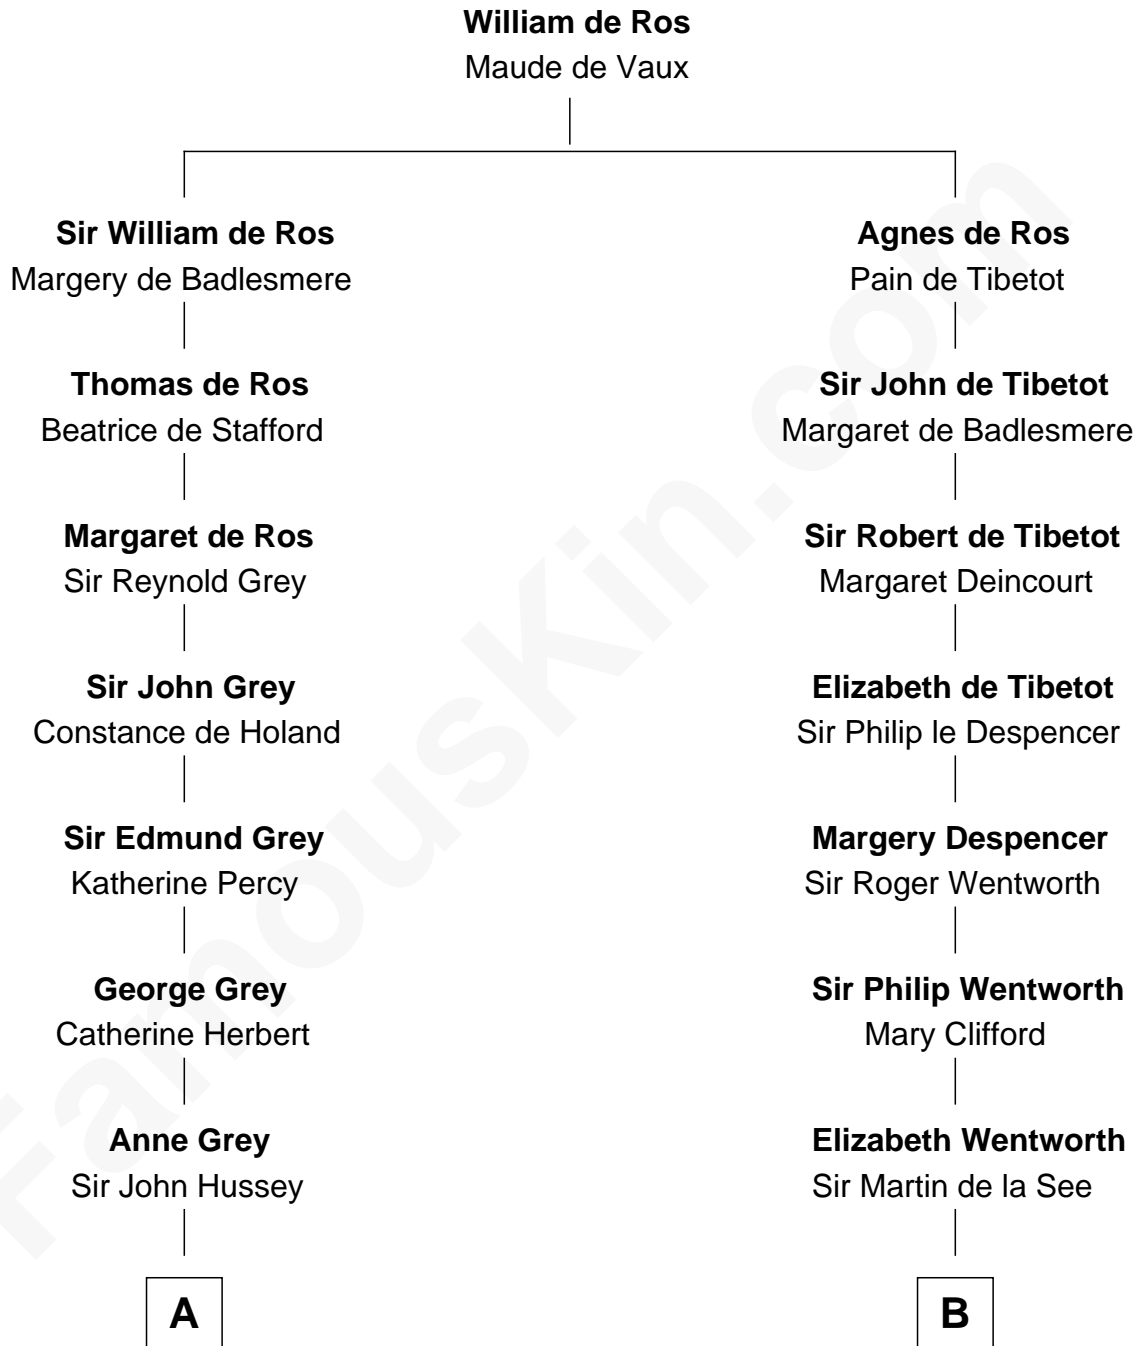 William de Ros
Maude de Vaux
Sir William de Ros
Margery de Badlesmere
Agnes de Ros
Pain de Tibetot
Thomas de Ros
Beatrice de Stafford
Sir John de Tibetot
Margaret de Badlesmere
Margaret de Ros
Sir Reynold Grey
Sir Robert de Tibetot
Margaret Deincourt
Sir John Grey
Constance de Holand
Elizabeth de Tibetot
Sir Philip le Despencer
Sir Edmund Grey
Katherine Percy
Margery Despencer
Sir Roger Wentworth
George Grey
Catherine Herbert
Sir Philip Wentworth
Mary Clifford
Anne Grey
Sir John Hussey
Elizabeth Wentworth
Sir Martin de la See
A
B
FamousKin.com